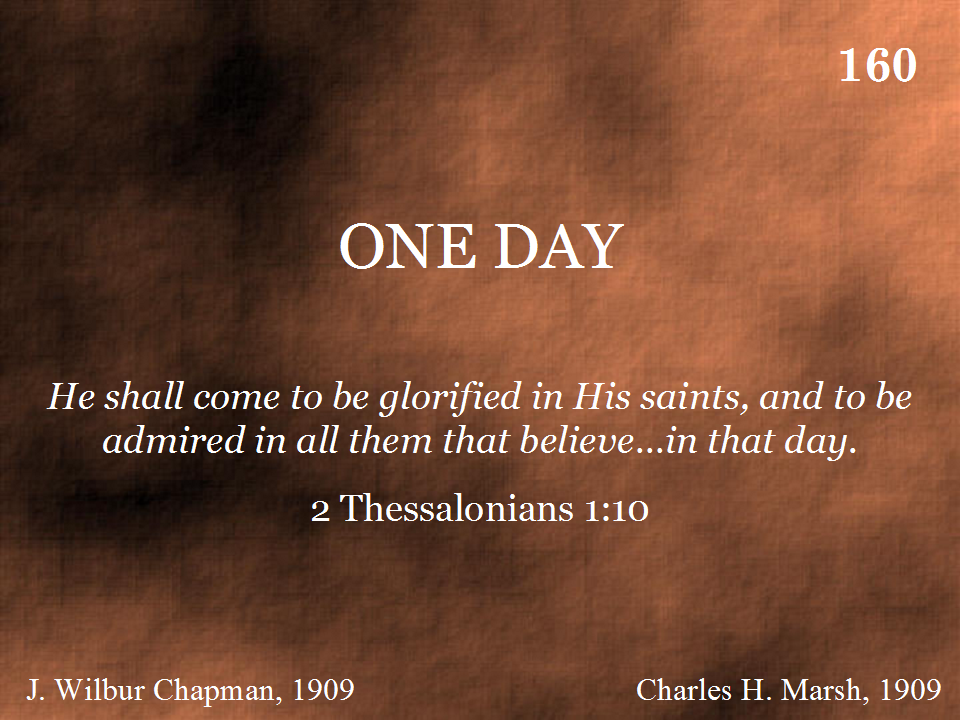 160
ONE DAY
He shall come to be glorified in His saints, and to be
admired in all them that believe...in that day.
2 Thessalonians 1:10
J. Wilbur Chapman, 1909
Charles H. Marsh, 1909